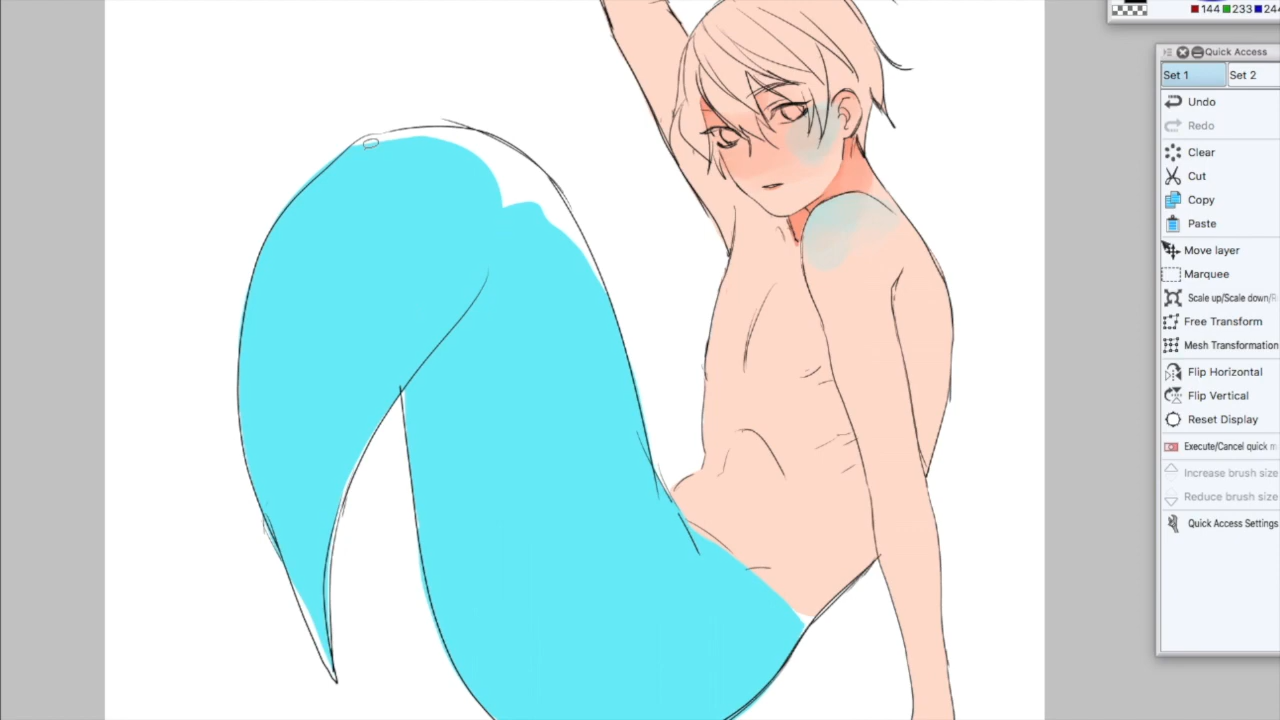 144 233 244
Quick Access
Set 1 Set 2
Undo
Redo
Clear
Cut
Copy
Paste
Move layer
Marquee
Scale up/Scale down/R
Free Transform
Mesh Transformation
Flip Horizontal
Flip Vertical
Reset Display
Execute/Cancel quick m
Increase brush size
Reduce brush size
Quick Access Settings